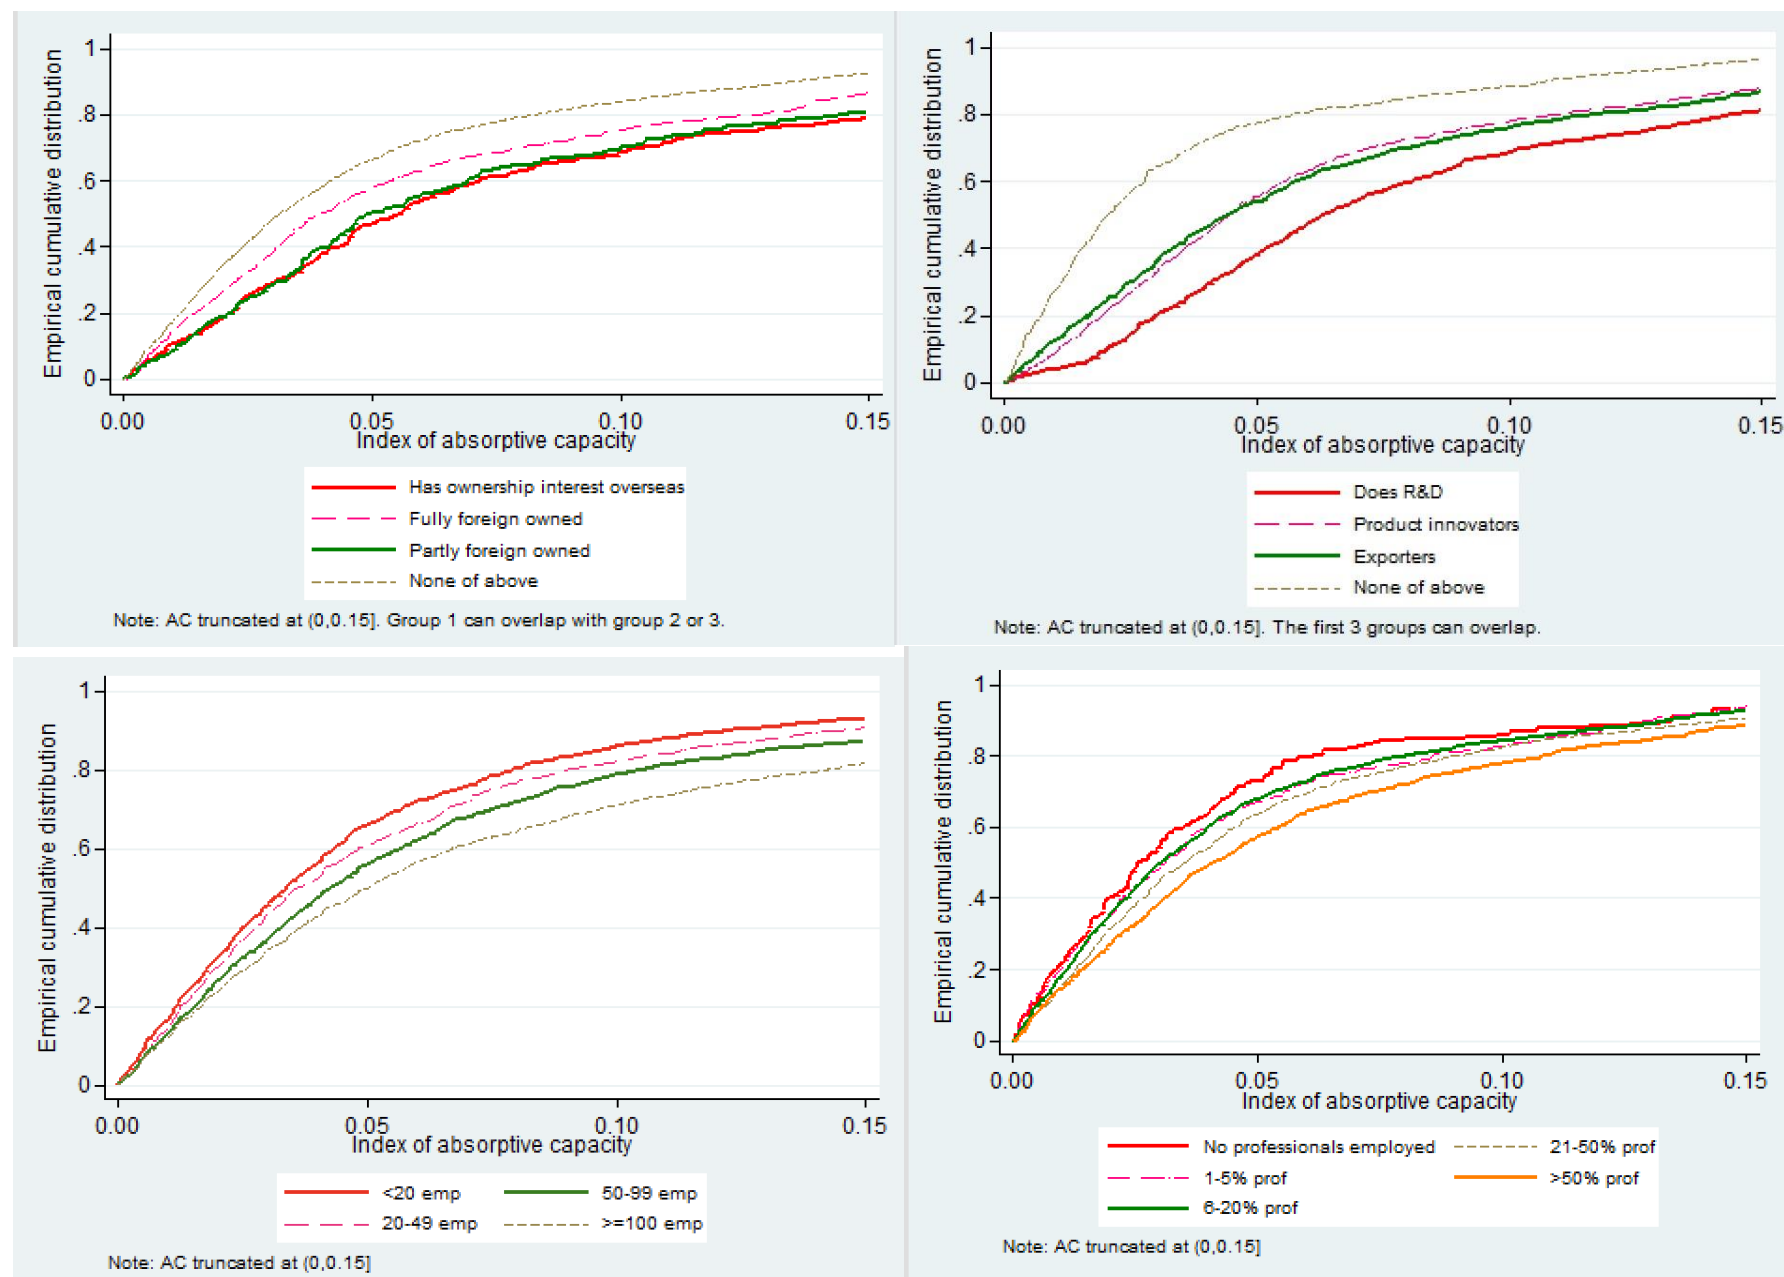 Empirical cumulative distribution
1
.8
.6
.4
.2
0
0.00 0.05 0.10 0.15
Index of absorptive capacity
Has ownership interest overseas
Fully foreign owned
Partly foreign owned
None of above
Note: AC truncated at (0,0.15]. Group 1 can overlap with group 2 or 3.
Empirical cumulative distribution
1
.8
.6
.4
.2
0
0.00 0.05 0.10 0.15
Index of absorptive capacity
Does R&D
Product innovators
Exporters
None of above
Note: AC truncated at (0,0.15]. The first 3 groups can overlap.
Empirical cumulative distribution
1
.8
.6
.4
.2
0
0.00 0.05 0.10 0.15
Index of absorptive capacity
<20 emp 50-99 emp
20-49 emp >=100 emp
Note: AC truncated at (0,0.15]
Empirical cumulative distribution
1
.8
.6
.4
.2
0
0.00 0.05 0.10 0.15
Index of absorptive capacity
No professionals employed 21-50% prof
1-5% prof >50% prof
6-20% prof
Note: AC truncated at (0,0.15]